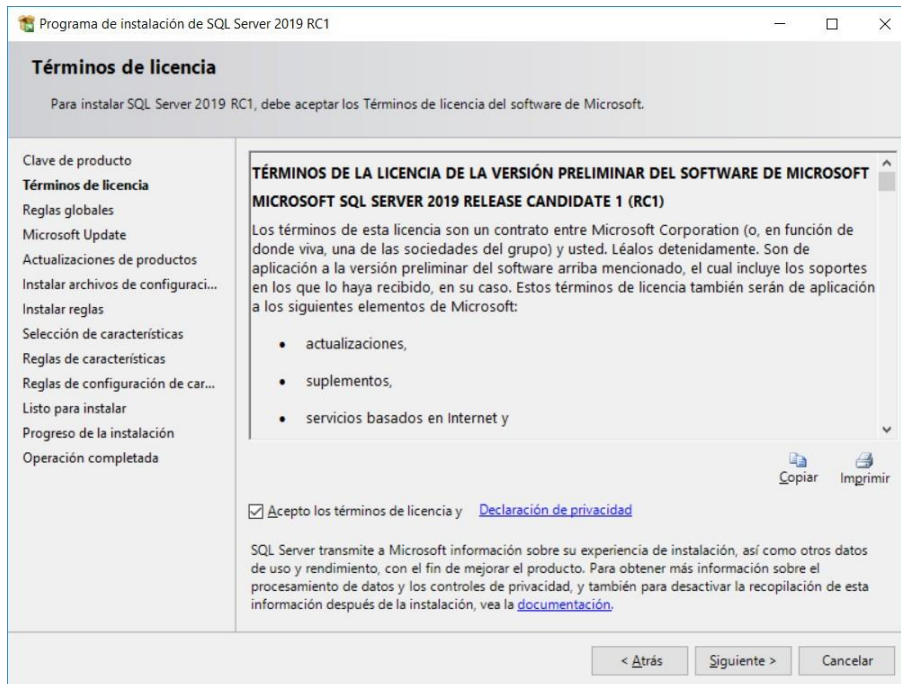 Programa de instalación de SQL Server 2019 RC1
Términos de licencia
Para instalar SQL Server 2019 RC1, debe aceptar los Términos de licencia del software de Microsoft.
Clave de producto
Términos de licencia
Reglas globales
Microsoft Update
Actualizaciones de productos
Instalar archivos de configuraci...
Instalar reglas
Selección de características
Reglas de características
Reglas de configuración de car...
Listo para instalar
Progreso de la instalación
Operación completada
TÉRMINOS DE LA LICENCIA DE LA VERSIÓN PRELIMINAR DEL SOFTWARE DE MICROSOFT
MICROSOFT SQL SERVER 2019 RELEASE CANDIDATE 1 (RC1)
Los términos de esta licencia son un contrato entre Microsoft Corporation (o, en función de
donde viva, una de las sociedades del grupo) y usted. Léalos detenidamente. Son de
aplicación a la versión preliminar del software arriba mencionado, el cual incluye los soportes
en los que lo haya recibido, en su caso. Estos términos de licencia también serán de aplicación
a los siguientes elementos de Microsoft:
• actualizaciones,
• suplementos,
• servicios basados en Internet y
Copiar Imprimir
Acepto los términos de licencia y Declaración de privacidad
SQL Server transmite a Microsoft información sobre su experiencia de instalación, así como otros datos
de uso y rendimiento, con el fin de mejorar el producto. Para obtener más información sobre el
procesamiento de datos y los controles de privacidad, y también para desactivar la recopilación de esta
información después de la instalación, vea la documentación.
< Atrás Siguiente > Cancelar